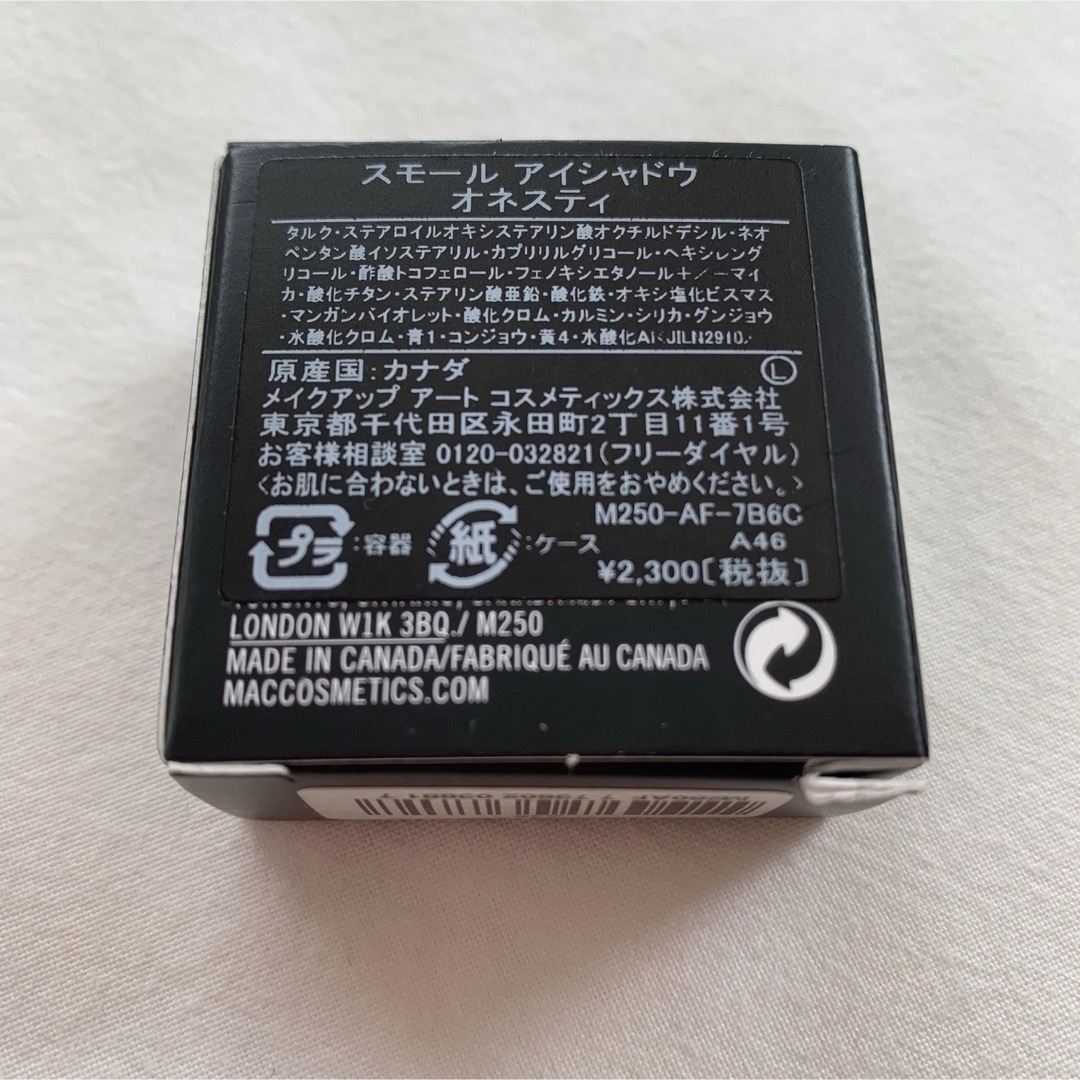 スモール アイシャドウ
オネスティ
タルク・ステアロイルオキシステアリン酸オクチルドデシル・ネオ
ペンタン酸イソステアリル・カプリリルグリコール・ヘキシレング
リコール・酢酸トコフェロール・フェノキシエタノール+/-マイ
カ・酸化チタン・ステアリン酸亜鉛・酸化鉄・オキシ塩化ビスマス
・マンガンバイオレット・酸化クロム・カルミン・シリカ・グンジョウ
・水酸化クロム・青1・コンジョウ・黄4・水酸化Al
原産国:カナダ Ⓛ
メイクアップ アート コスメティックス株式会社
東京都千代田区永田町2丁目11番1号
お客様相談室 0120-032821(フリーダイヤル)
<お肌に合わないときは、ご使用をおやめください。>
M250-AF-7B6C
プラ:容器 紙:ケース A46
¥2,300[税抜]
LONDON W1K 3BQ./ M250
MADE IN CANADA/FABRIQUÉ AU CANADA
MACCOSMETICS.COM